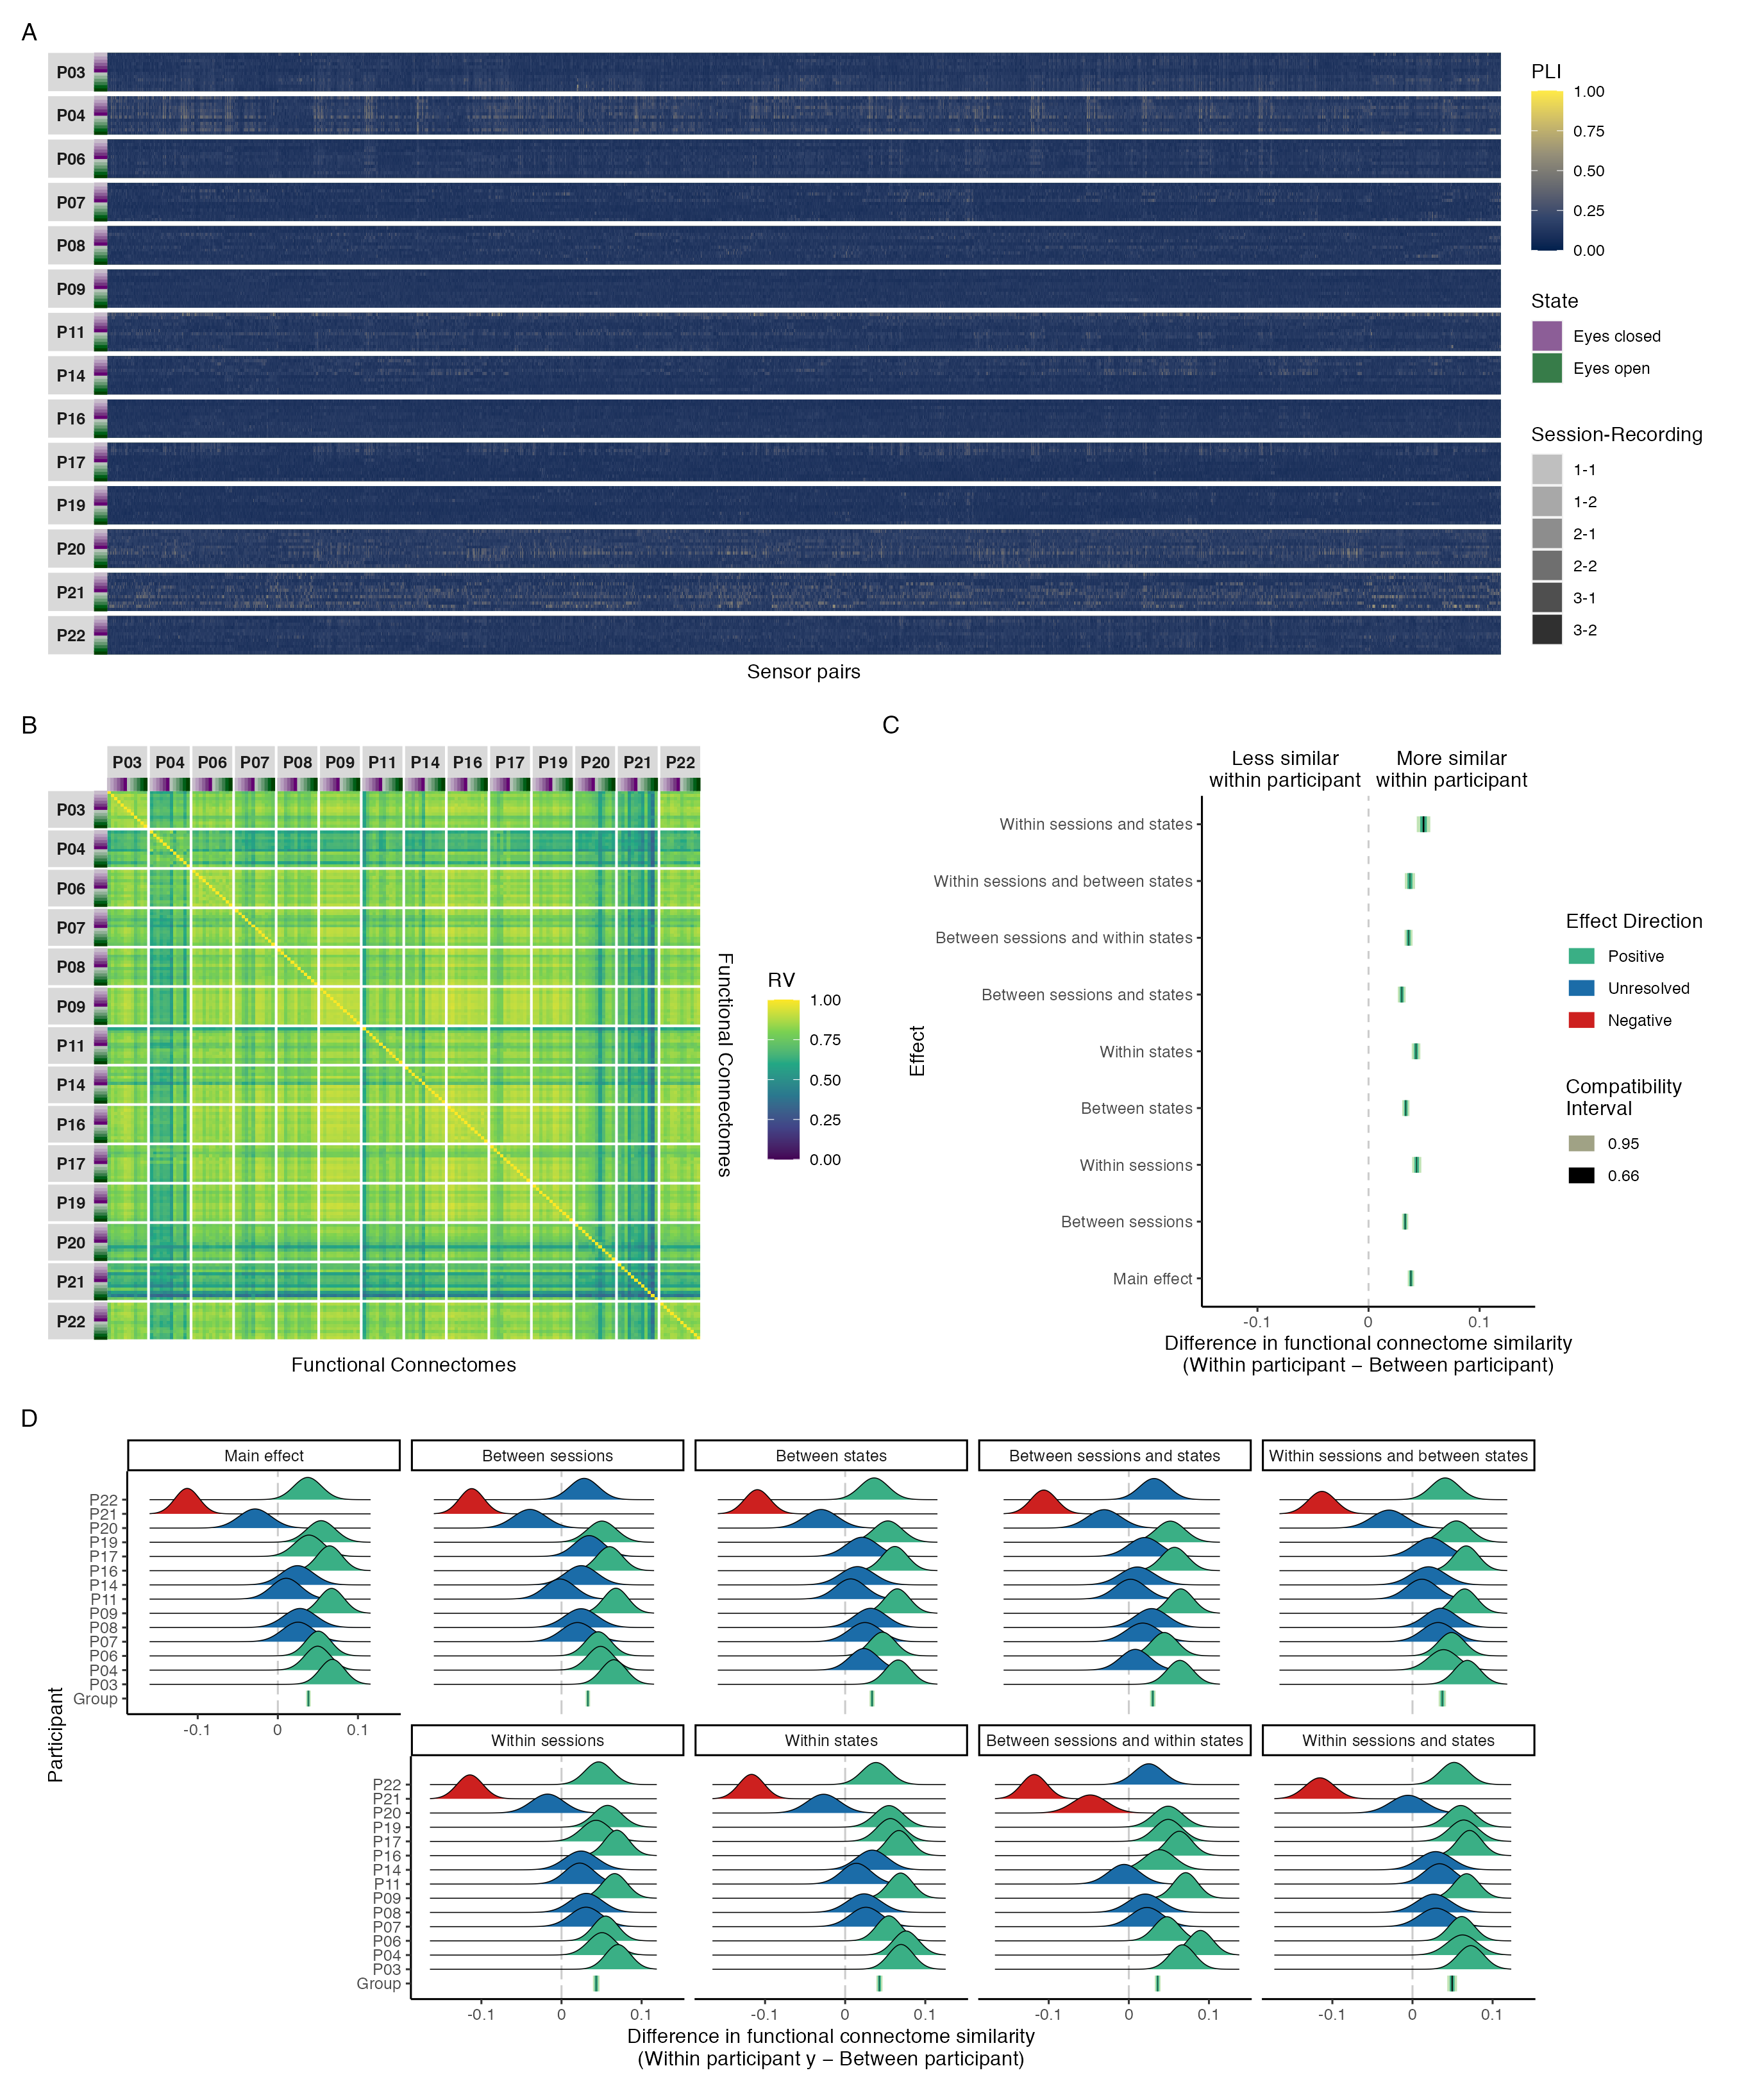 A
P03
P04
P06
P07
P08
P09
P11
P14
P16
P17
P19
P20
P21
P22
Sensor pairs
PLI
1.00
0.75
0.50
0.25
0.00
State
Eyes closed
Eyes open
Session-Recording
1-1
1-2
2-1
2-2
3-1
3-2
B
P03 P04 P06 P07 P08 P09 P11 P14 P16 P17 P19 P20 P21 P22
P03
P04
P06
P07
P08
P09
P11
P14
P16
P17
P19
P20
P21
P22
Functional Connectomes
Functional Connectomes
RV
1.00
0.75
0.50
0.25
0.00
C
Less similar
within participant
More similar
within participant
Effect
Within sessions and states
Within sessions and between states
Between sessions and within states
Between sessions and states
Within states
Between states
Within sessions
Between sessions
Main effect
-0.1 0 0.1
Difference in functional connectome similarity
(Within participant – Between participant)
Effect Direction
Positive
Unresolved
Negative
Compatibility
Interval
0.95
0.66
D
Participant
Main effect
Between sessions
Between states
Between sessions and states
Within sessions and between states
P22
P21
P20
P19
P17
P16
P14
P11
P09
P08
P07
P06
P04
P03
Group
-0.1 0 0.1
Within sessions
Within states
Between sessions and within states
Within sessions and states
P22
P21
P20
P19
P17
P16
P14
P11
P09
P08
P07
P06
P04
P03
Group
-0.1 0 0.1
-0.1 0 0.1
-0.1 0 0.1
-0.1 0 0.1
Difference in functional connectome similarity
(Within participant y – Between participant)